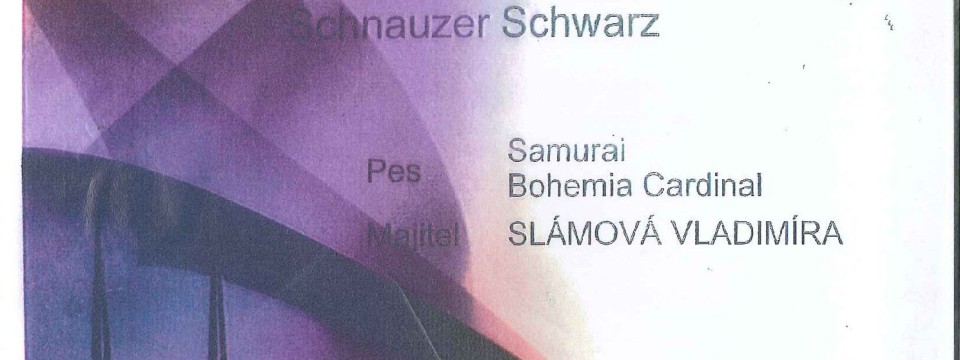 Schnauzer Schwarz
Pes Samurai
Bohemia Cardinal
Majitel SLÁMOVÁ VLADIMÍRA